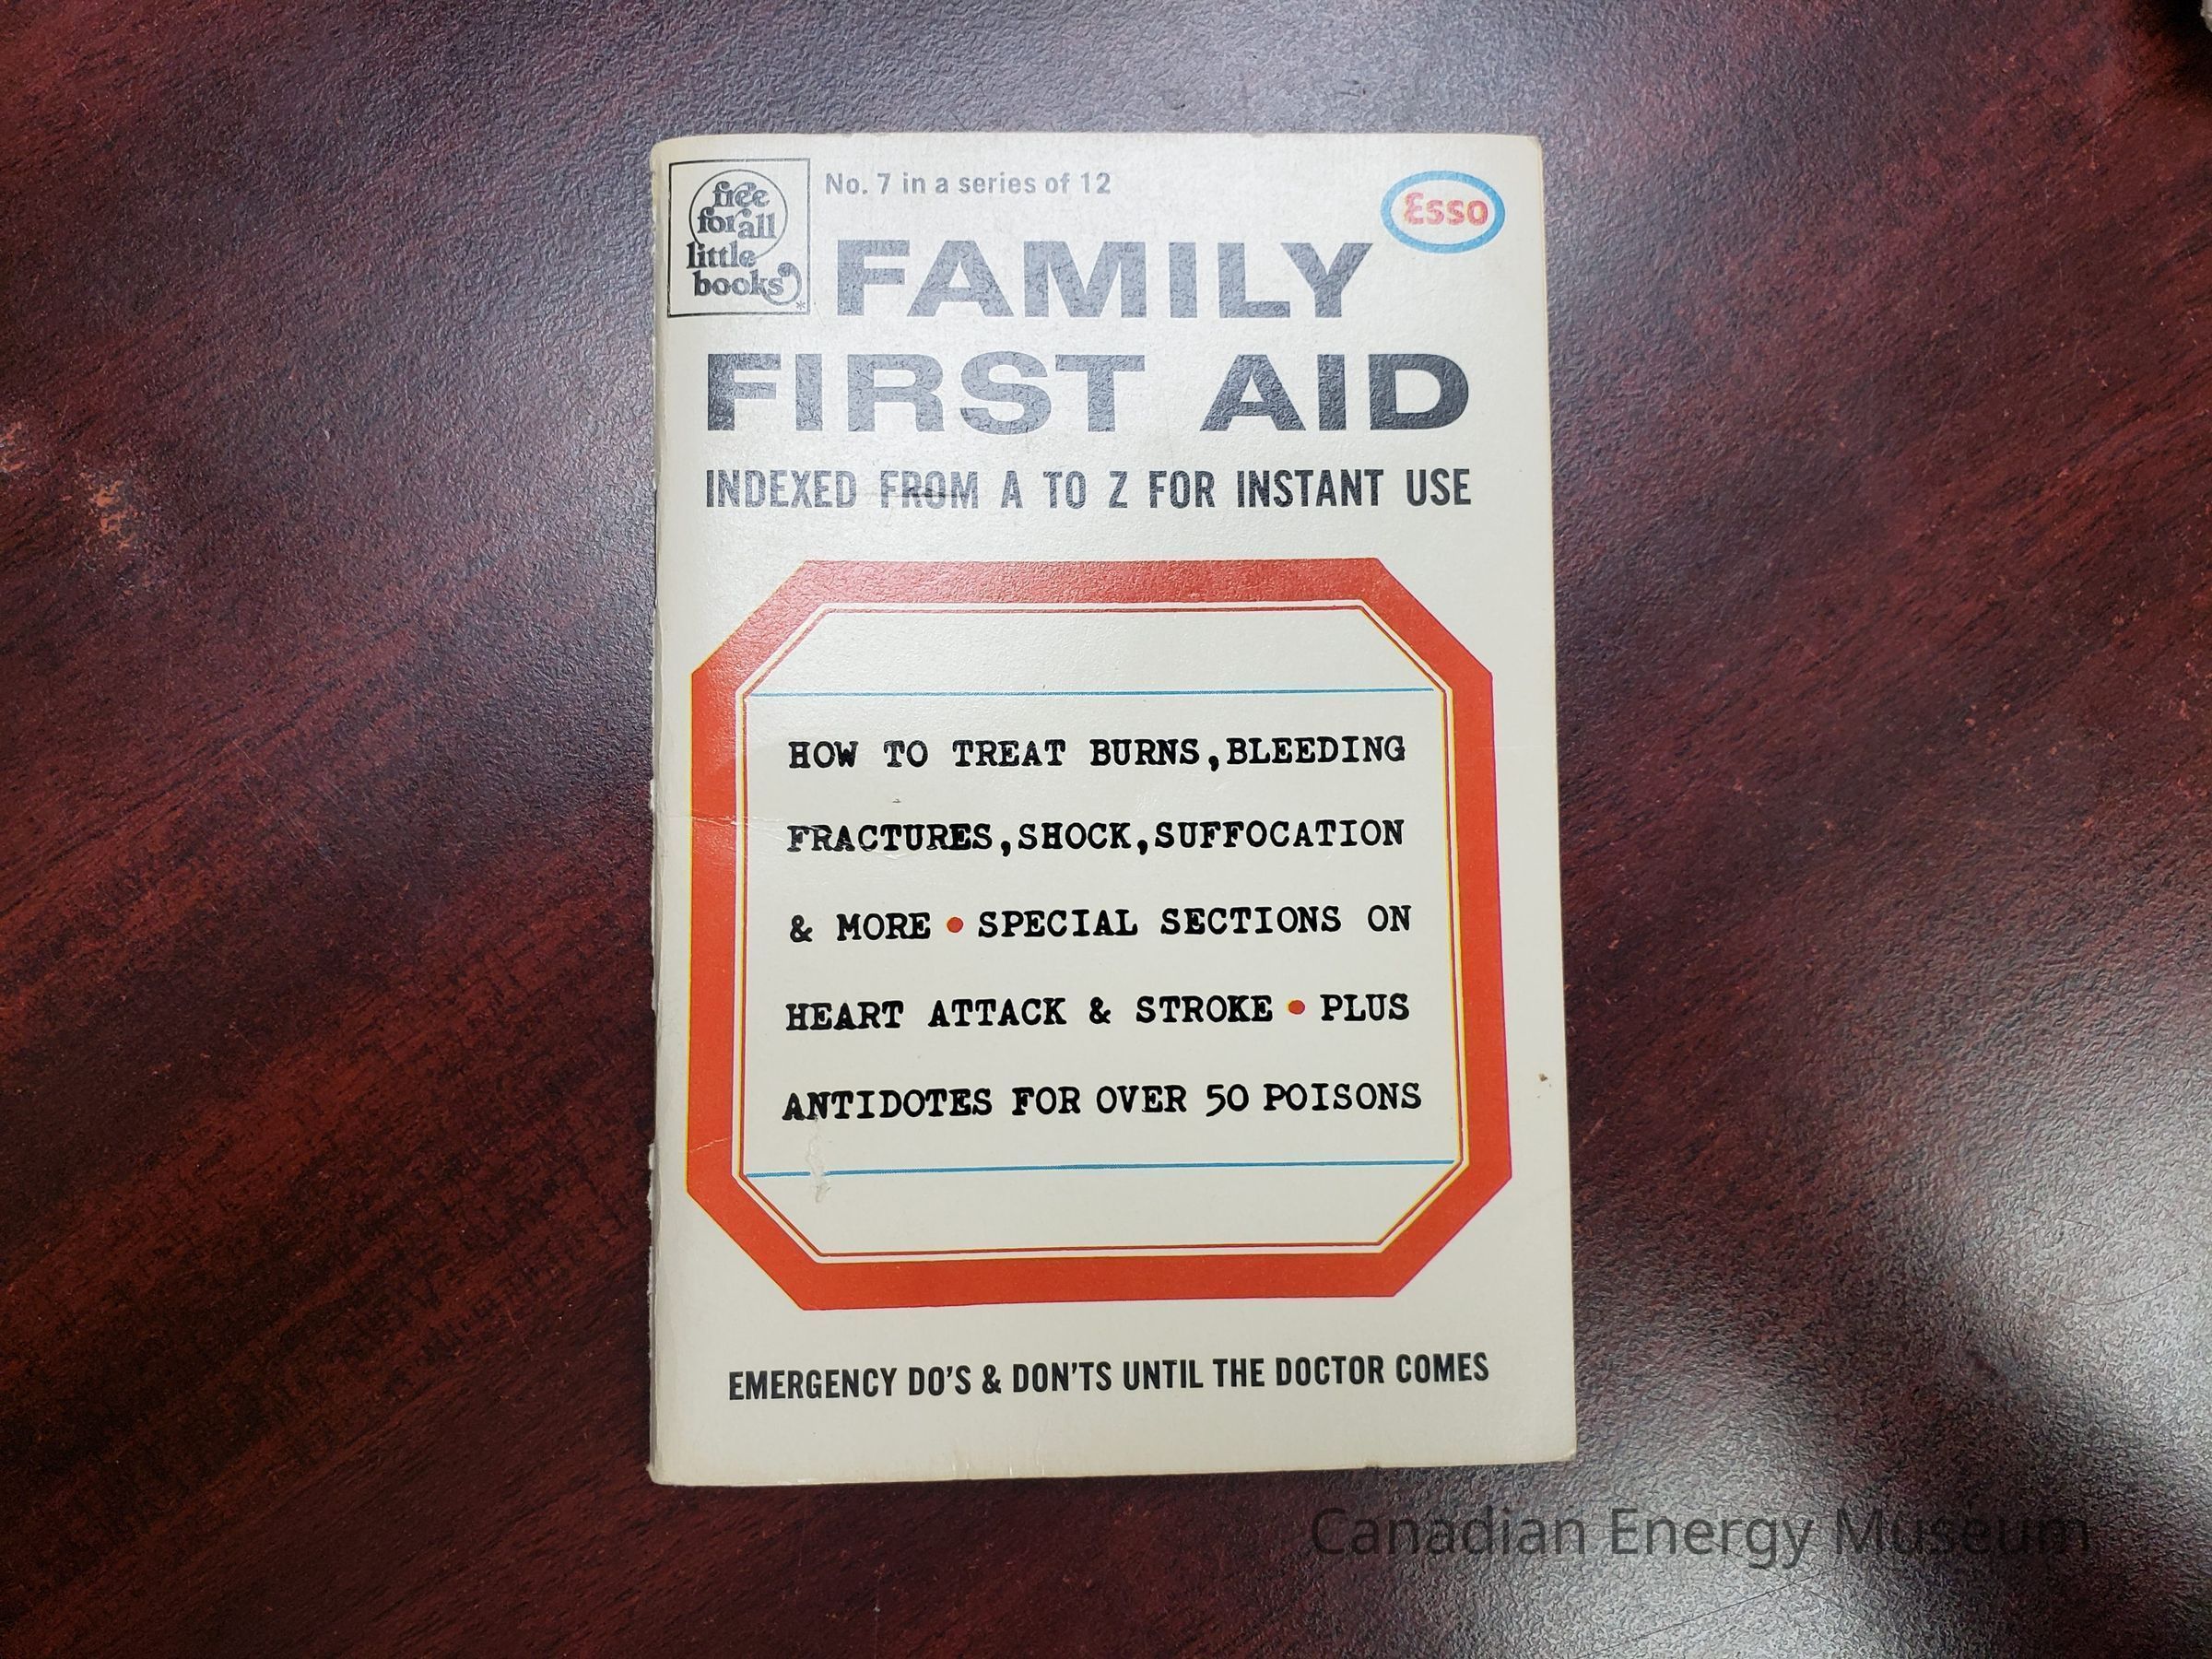 free
for all
little
books*
No. 7 in a series of 12
Esso
FAMILY
FIRST AID
INDEXED FROM A TO Z FOR INSTANT USE
HOW TO TREAT BURNS,BLEEDING
FRACTURES,SHOCK,SUFFOCATION
& MORE • SPECIAL SECTIONS ON
HEART ATTACK & STROKE • PLUS
ANTIDOTES FOR OVER 50 POISONS
EMERGENCY DO'S & DON'TS UNTIL THE DOCTOR COMES
Canadian Energy Museum